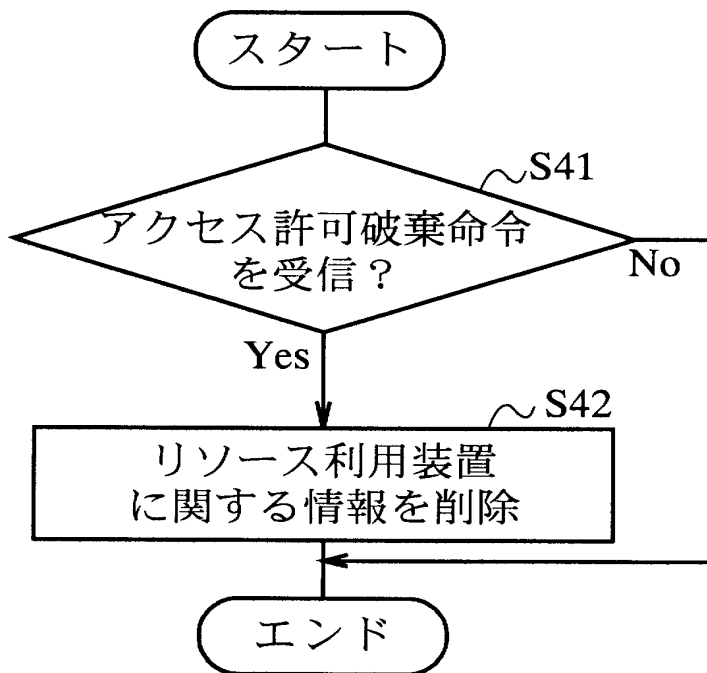 スタート
S41
アクセス許可破棄命令
を受信？
No
Yes
S42
リソース利用装置
に関する情報を削除
エンド